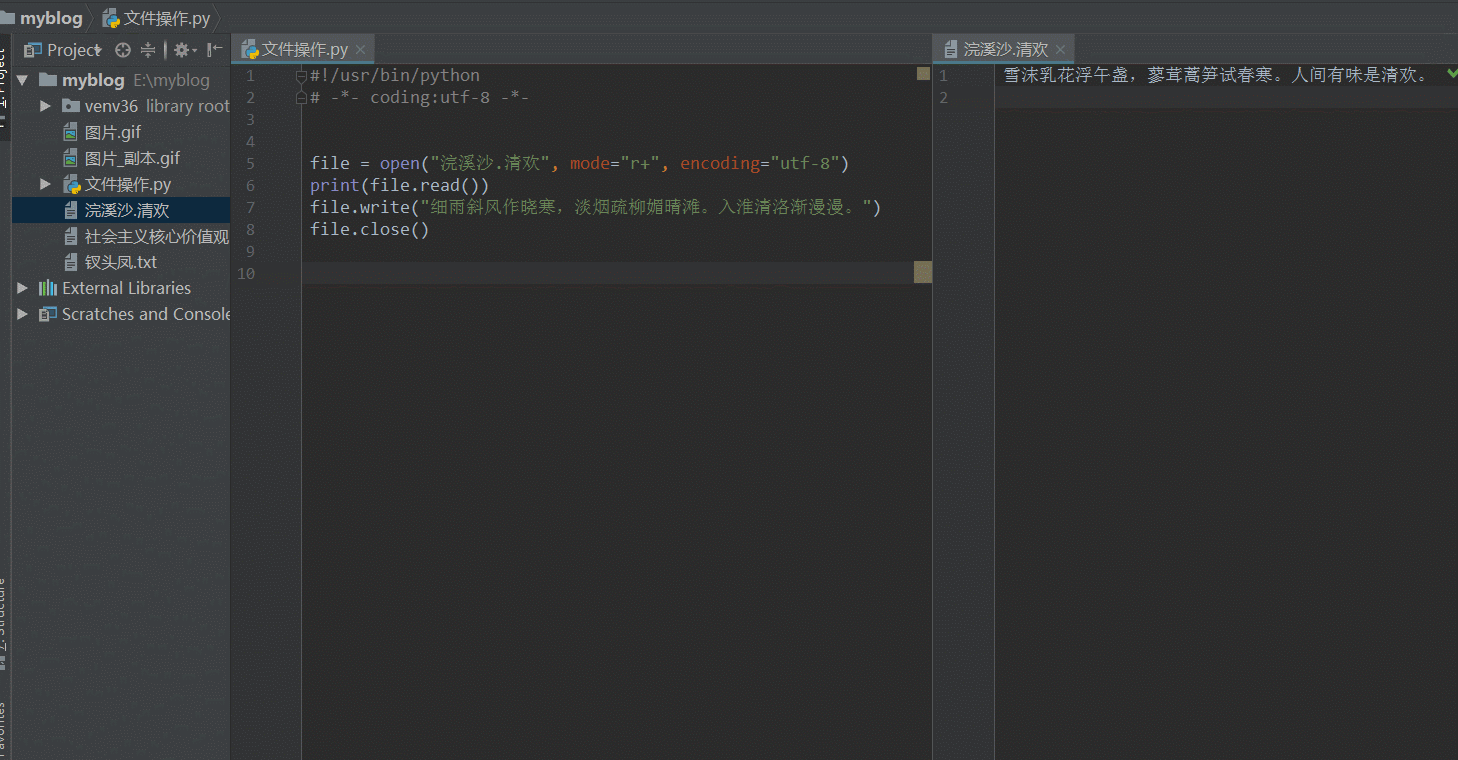 myblog 文件操作.py
Project
myblog E:\myblog
venv36 library root
图片.gif
图片_副本.gif
文件操作.py
浣溪沙.清欢
社会主义核心价值观
钗头凤.txt
External Libraries
Scratches and Console
文件操作.py
1 #!/usr/bin/python
2 # -*- coding:utf-8 -*-
3
4
5 file = open("浣溪沙.清欢", mode="r+", encoding="utf-8")
6 print(file.read())
7 file.write("细雨斜风作晓寒，淡烟疏柳媚晴滩。入淮清洛渐漫漫。")
8 file.close()
9
10
浣溪沙.清欢
1 雪沫乳花浮午盏，蓼茸蒿笋试春寒。人间有味是清欢。
2